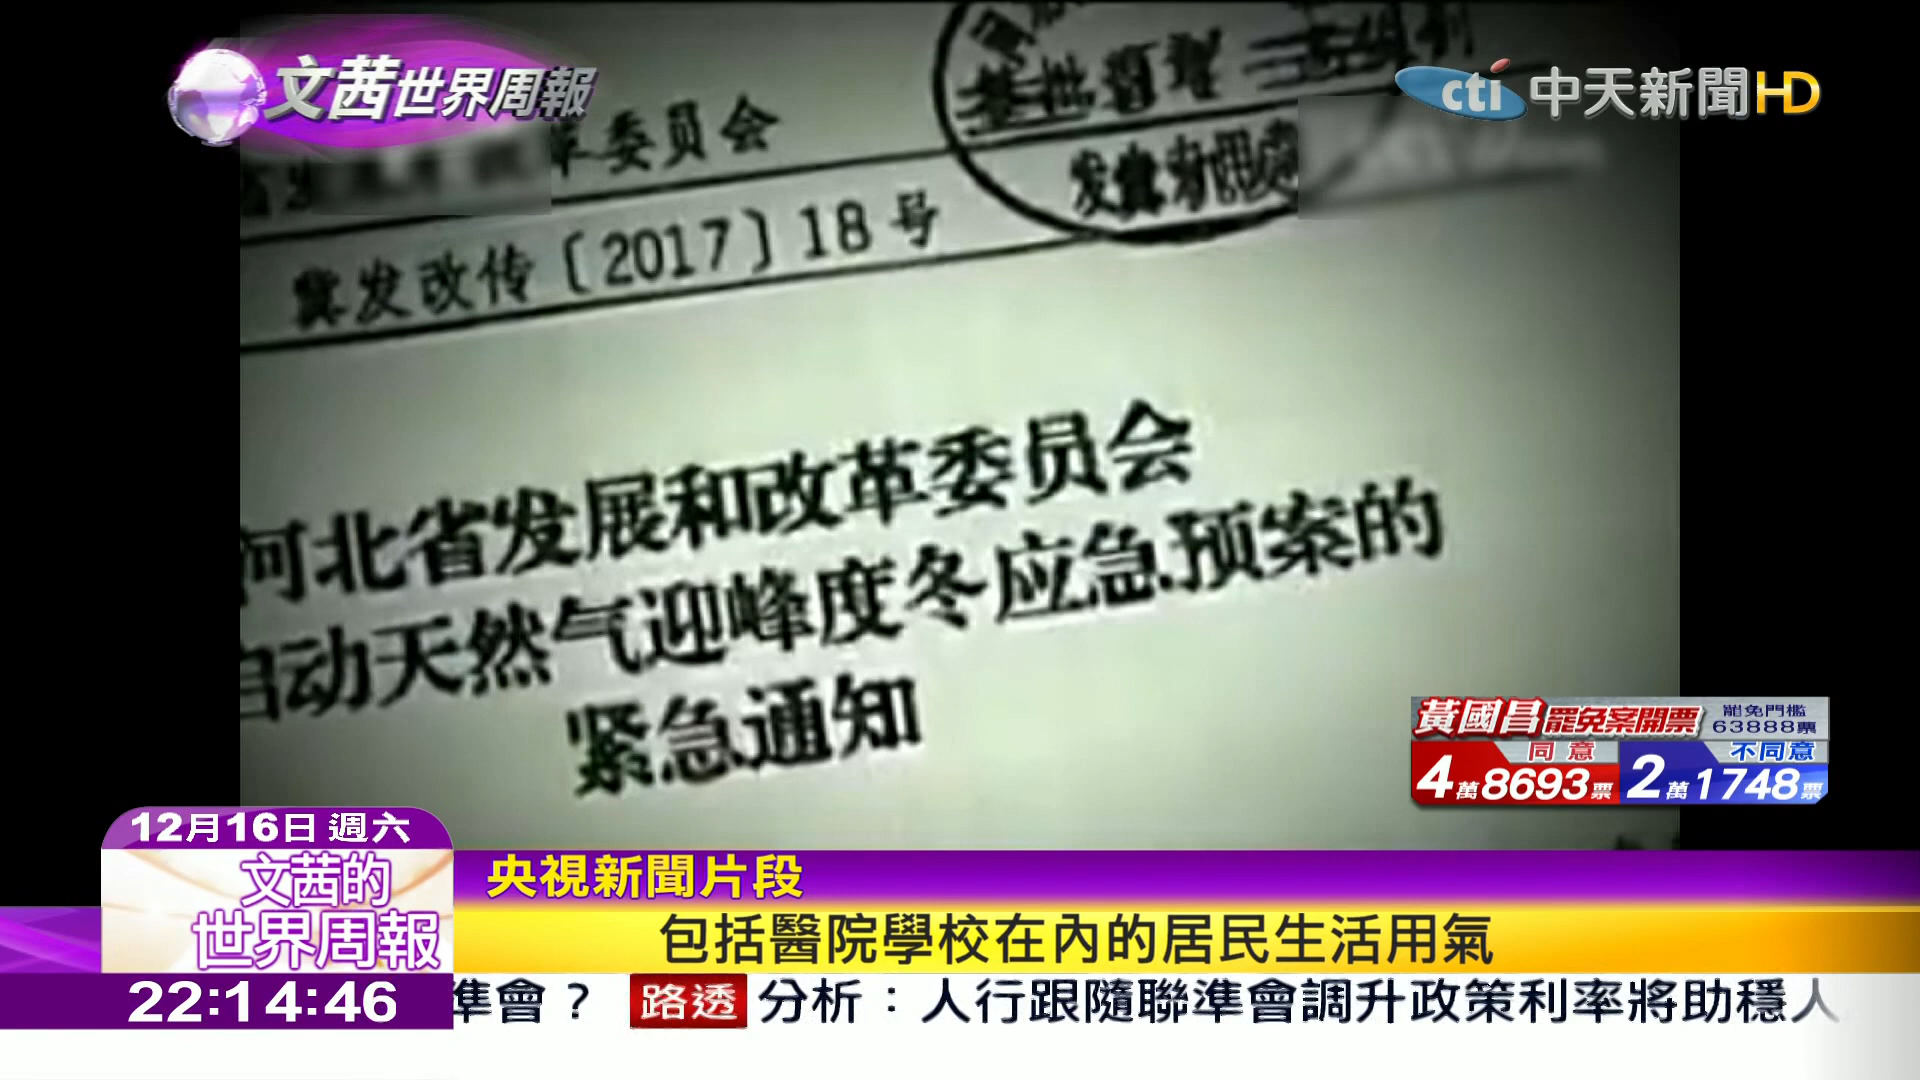 文茜世界周報
cti 中天新聞HD
委员会
冀发改传〔2017〕18号
河北省发展和改革委员会
启动天然气迎峰度冬应急预案的
紧急通知
黃國昌罷免案開票
罷免門檻
63888票
同意
4萬8693票
不同意
2萬1748票
12月16日 週六
文茜的
世界周報
央視新聞片段
包括醫院學校在內的居民生活用氣
22:14:46
準會？ 路透 分析：人行跟隨聯準會調升政策利率將助穩人